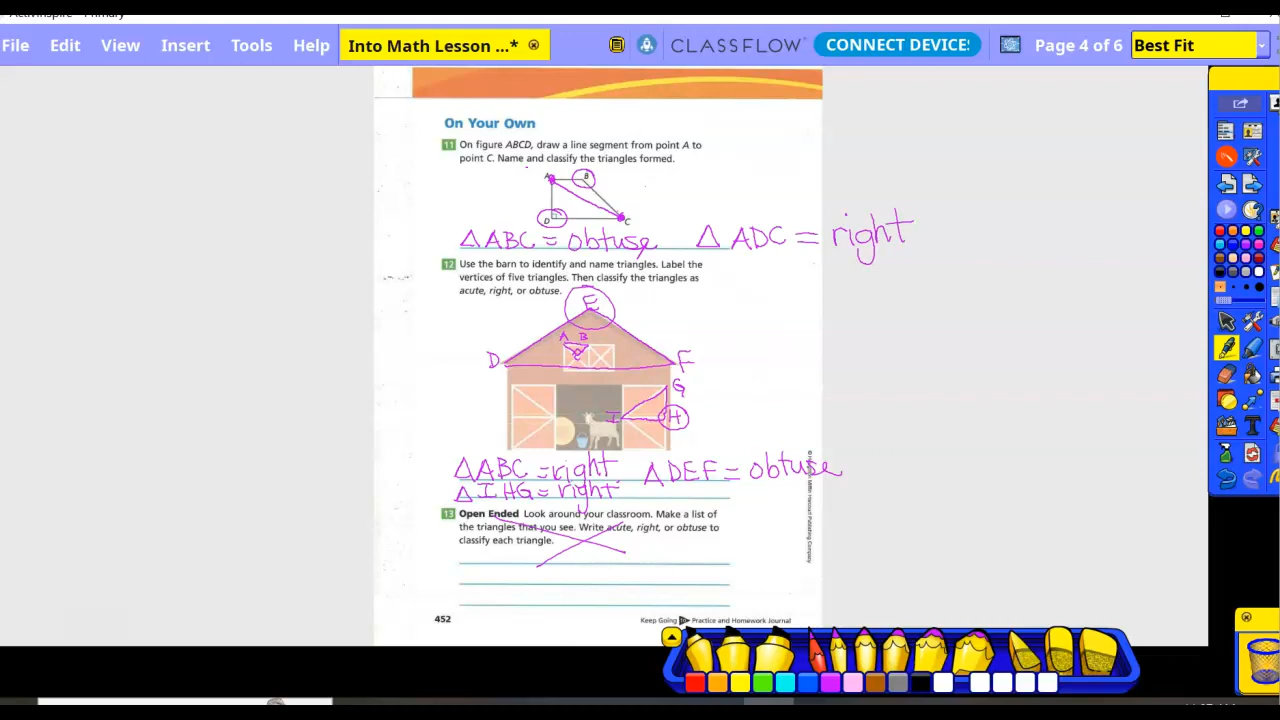 File Edit View Insert Tools Help Into Math Lesson ...* CLASSFLOW CONNECT DEVICES Page 4 of 6 Best Fit
On Your Own
11 On figure ABCD, draw a line segment from point A to
point C. Name and classify the triangles formed.
A B
D C
△ABC = obtuse △ADC = right
12 Use the barn to identify and name triangles. Label the
vertices of five triangles. Then classify the triangles as
acute, right, or obtuse.
E
A B
C
D F
G
I H
△ABC = right △DEF = obtuse
△IHG = right
13 Open Ended Look around your classroom. Make a list of
the triangles that you see. Write acute, right, or obtuse to
classify each triangle.
452 Keep Going Practice and Homework Journal